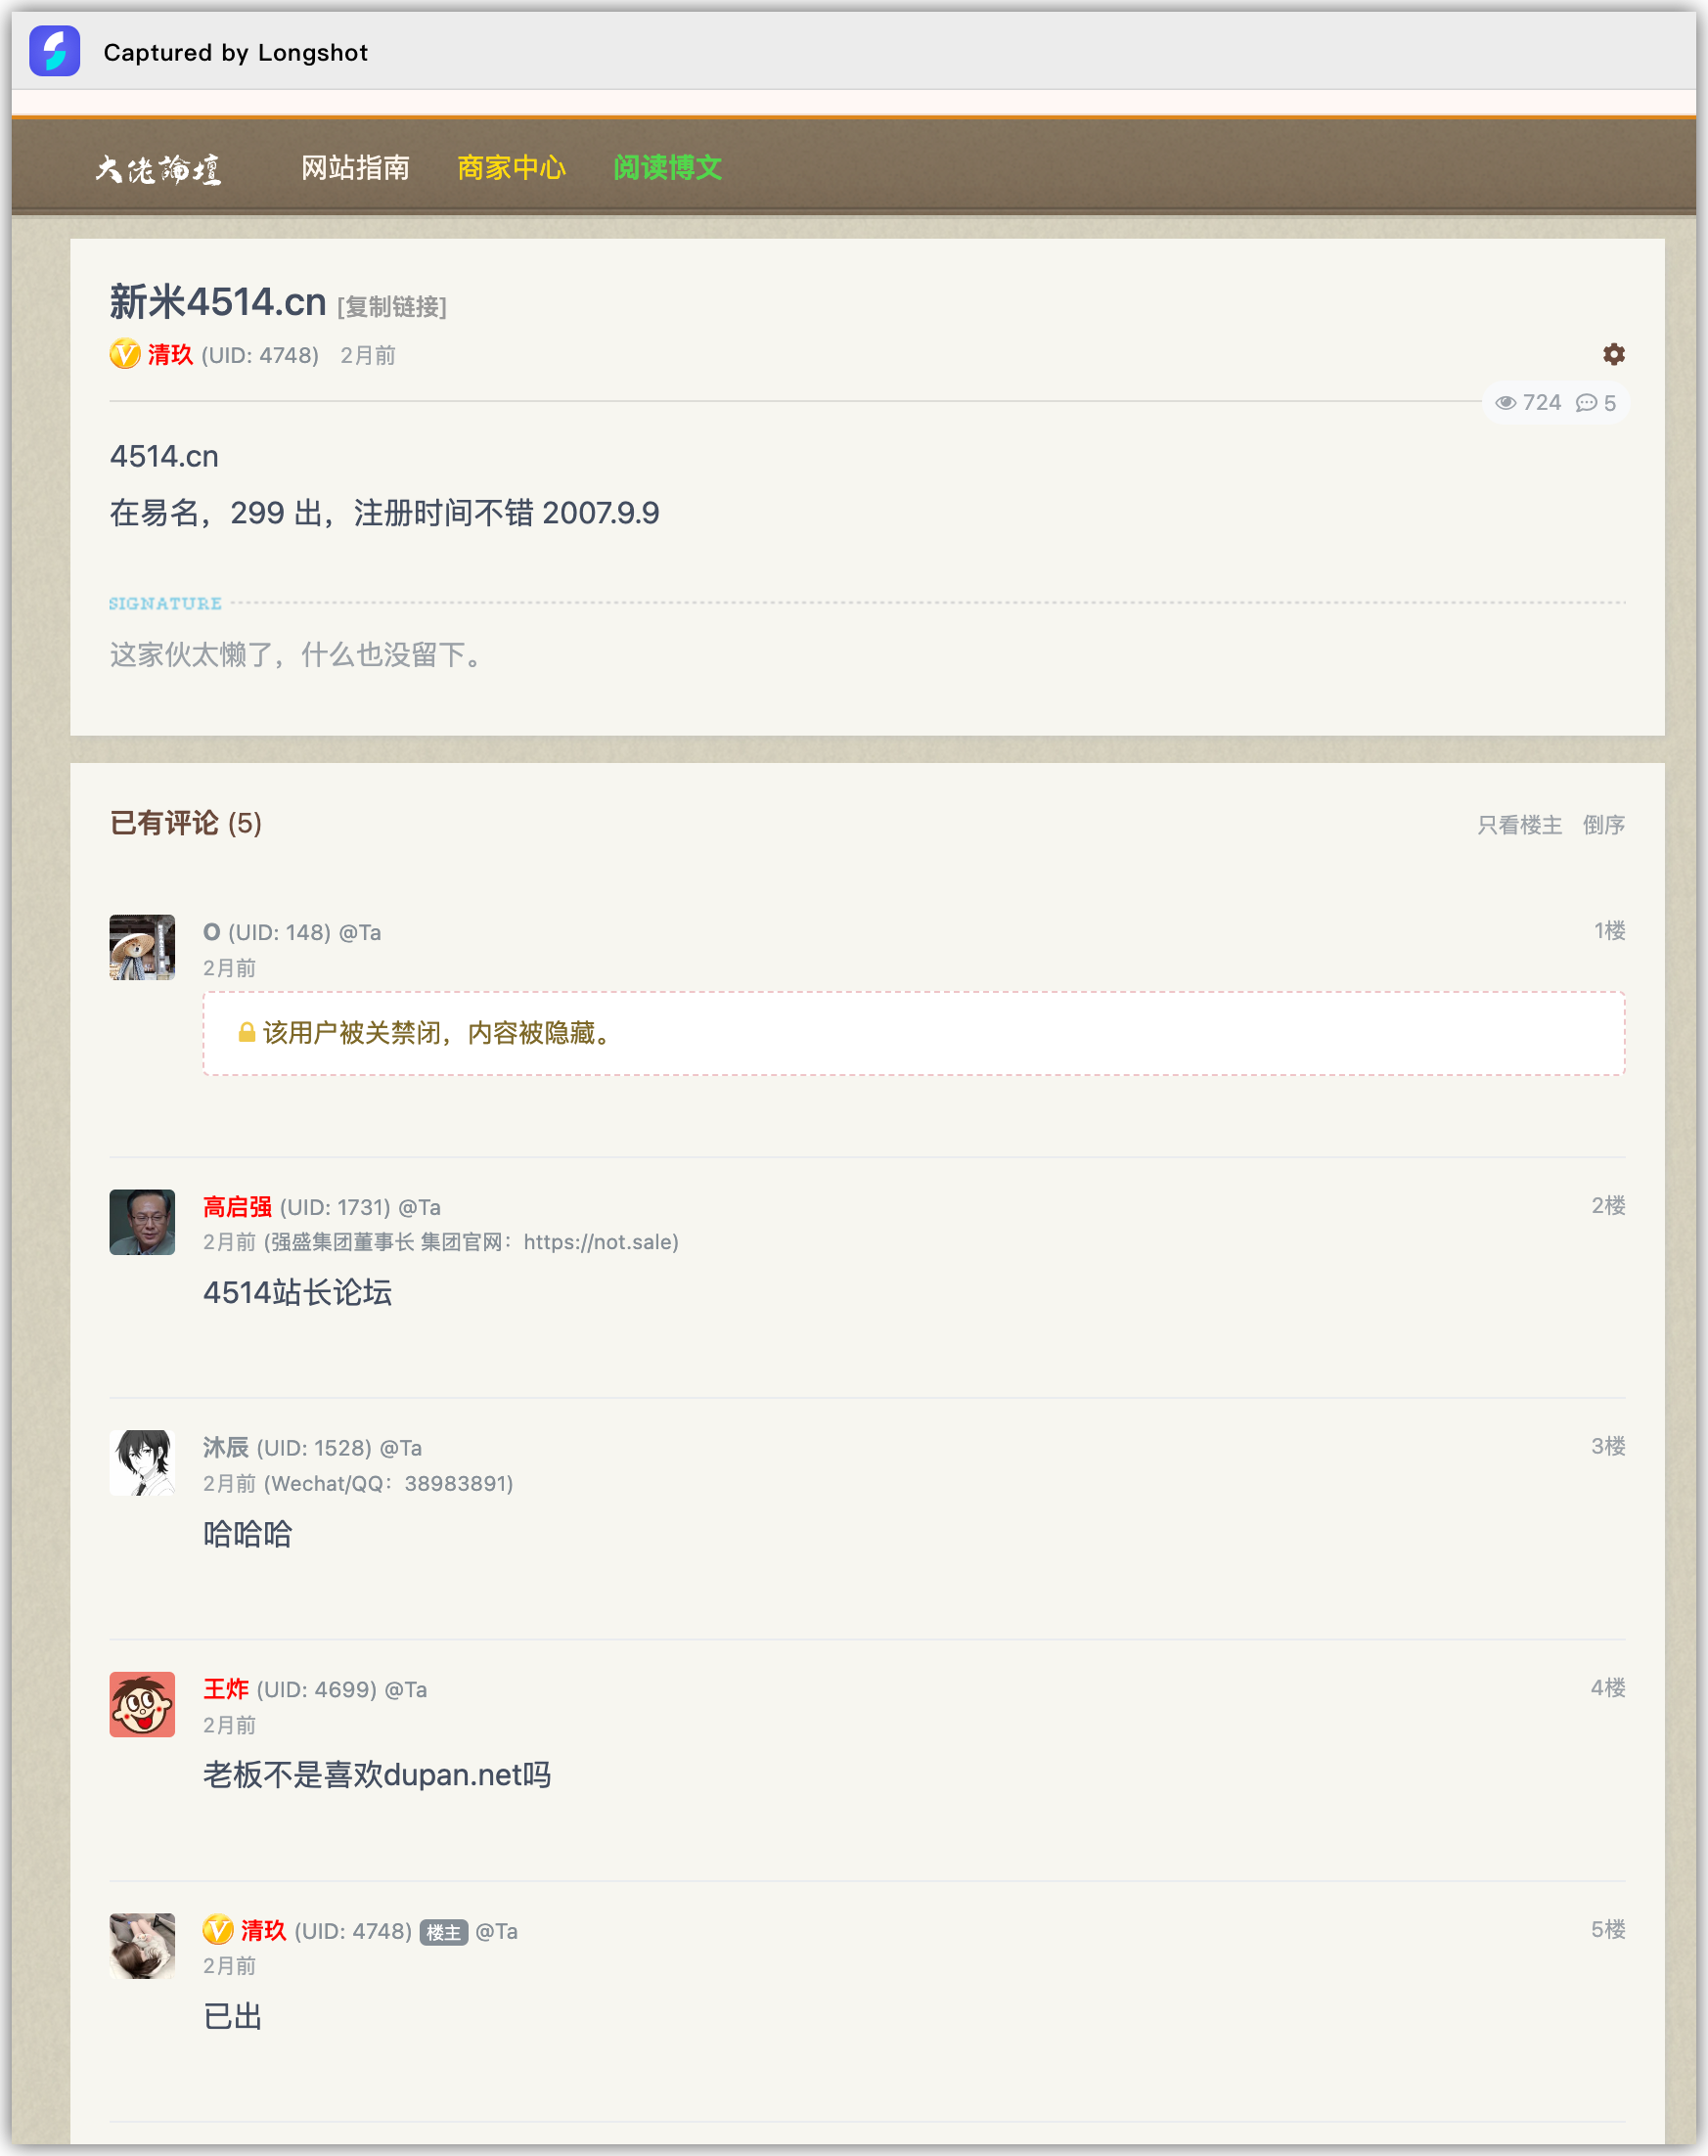 Captured by Longshot
大佬論壇 网站指南 商家中心 阅读博文
新米4514.cn [复制链接]
清玖 (UID: 4748) 2月前
724 5
4514.cn
在易名，299 出，注册时间不错 2007.9.9
SIGNATURE
这家伙太懒了，什么也没留下。
已有评论 (5) 只看楼主 倒序
O (UID: 148) @Ta 1楼
2月前
该用户被关禁闭，内容被隐藏。
高启强 (UID: 1731) @Ta 2楼
2月前 (强盛集团董事长 集团官网：https://not.sale)
4514站长论坛
沐辰 (UID: 1528) @Ta 3楼
2月前 (Wechat/QQ：38983891)
哈哈哈
王炸 (UID: 4699) @Ta 4楼
2月前
老板不是喜欢dupan.net吗
清玖 (UID: 4748) 楼主 @Ta 5楼
2月前
已出